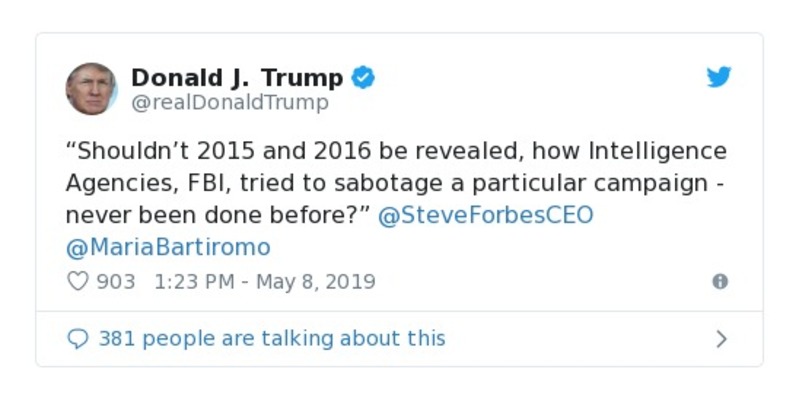 Donald J. Trump
@realDonaldTrump
“Shouldn’t 2015 and 2016 be revealed, how Intelligence
Agencies, FBI, tried to sabotage a particular campaign -
never been done before?” @SteveForbesCEO
@MariaBartiromo
903 1:23 PM - May 8, 2019
381 people are talking about this